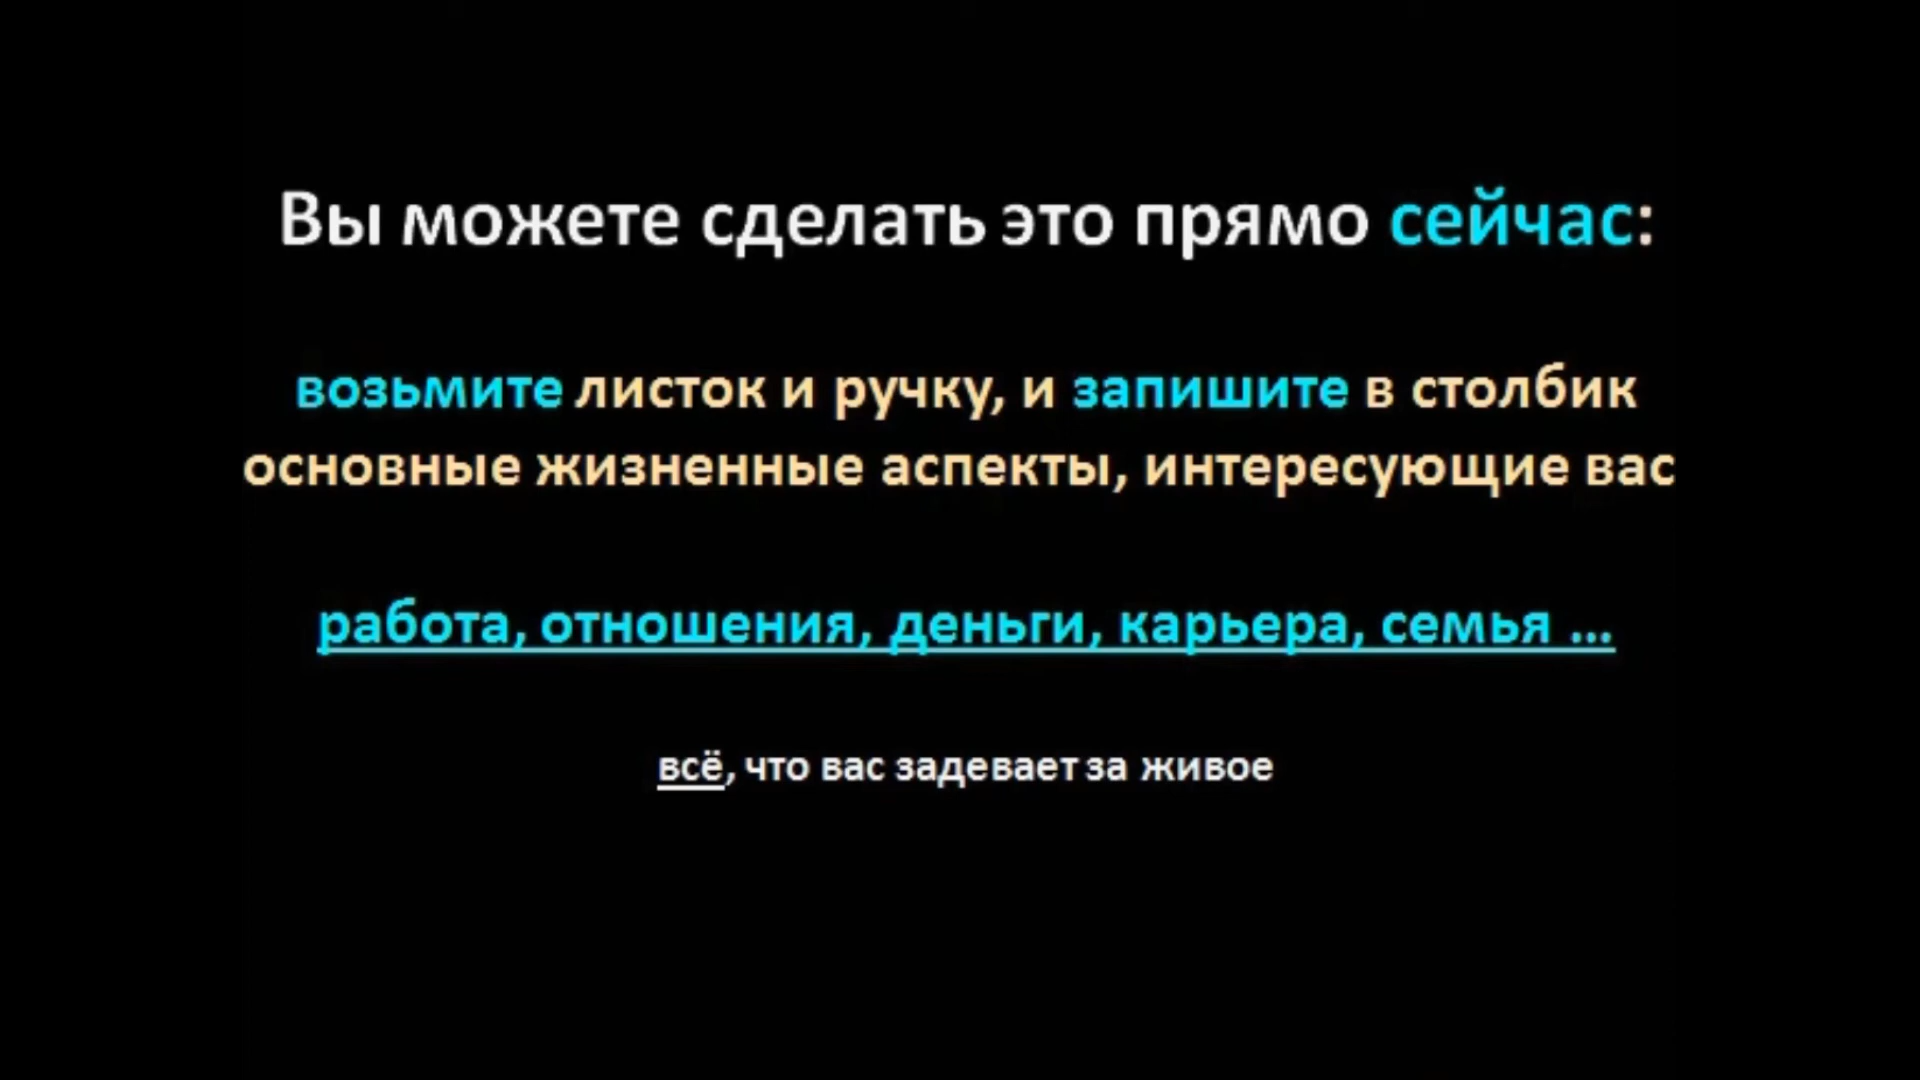 Вы можете сделать это прямо сейчас:
возьмите листок и ручку, и запишите в столбик
основные жизненные аспекты, интересующие вас
работа, отношения, деньги, карьера, семья ...
всё, что вас задевает за живое